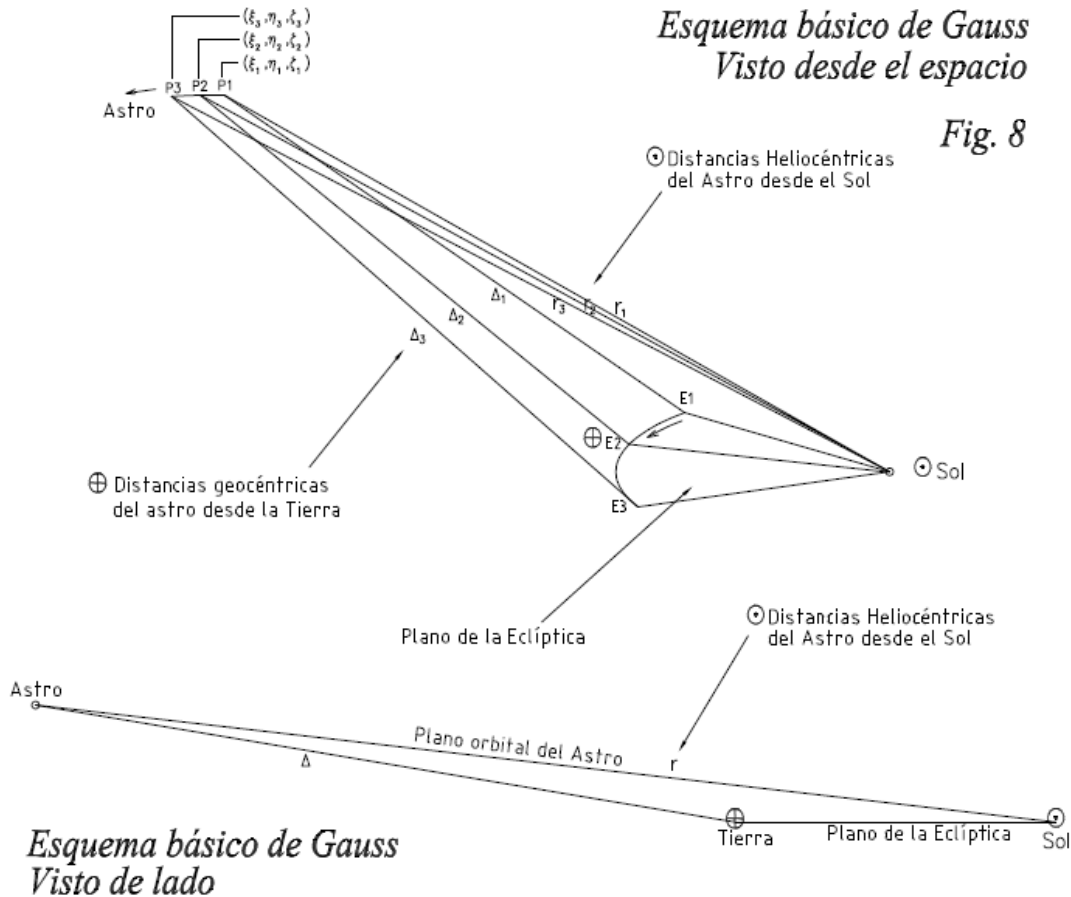 Esquema básico de Gauss
Visto desde el espacio
Fig. 8
(ξ₃,η₃,ζ₃)
(ξ₂,η₂,ζ₂)
(ξ₁,η₁,ζ₁)
P3 P2 P1
Astro
⊙ Distancias Heliocéntricas
del Astro desde el Sol
Δ₁
r₃ r₂ r₁
Δ₂
Δ₃
E1
⊕ E2
⊙ Sol
E3
⊕ Distancias geocéntricas
del astro desde la Tierra
Plano de la Eclíptica
⊙ Distancias Heliocéntricas
del Astro desde el Sol
Astro
Plano orbital del Astro
r
Δ
⊕
⊙
Tierra
Plano de la Eclíptica
Sol
Esquema básico de Gauss
Visto de lado